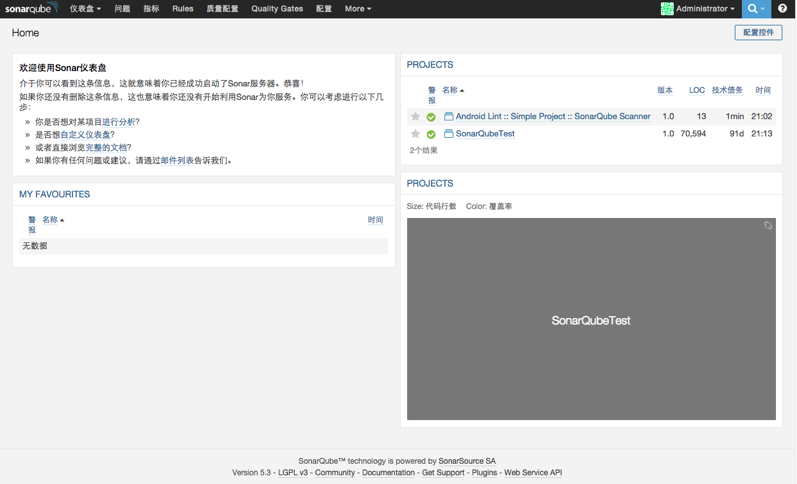 sonarqube 仪表盘 问题 指标 Rules 质量配置 Quality Gates 配置 More Administrator
Home
配置控件
欢迎使用Sonar仪表盘
介于你可以看到这条信息，这就意味着你已经成功启动了Sonar服务器。恭喜！
如果你还没有删除这条信息，这也意味着你还没有开始利用Sonar为你服务。你可以考虑进行以下几
步：
» 你是否想对某项目进行分析?
» 是否想自定义仪表盘?
» 或者直接浏览完整的文档?
» 如果你有任何问题或建议，请通过邮件列表告诉我们。
MY FAVOURITES
警报 名称 时间
无数据
PROJECTS
警报 名称 版本 LOC 技术债务 时间
Android Lint :: Simple Project :: SonarQube Scanner 1.0 13 1min 21:02
SonarQubeTest 1.0 70,594 91d 21:13
2个结果
PROJECTS
Size: 代码行数 Color: 覆盖率
SonarQubeTest
SonarQube™ technology is powered by SonarSource SA
Version 5.3 - LGPL v3 - Community - Documentation - Get Support - Plugins - Web Service API